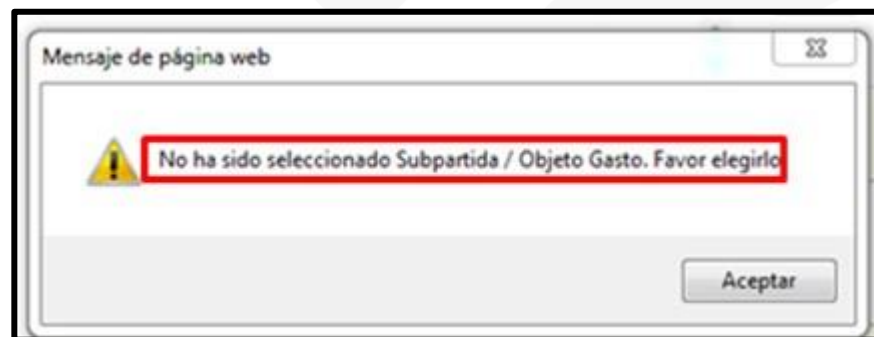 Mensaje de página web
No ha sido seleccionado Subpartida / Objeto Gasto. Favor elegirlo
Aceptar